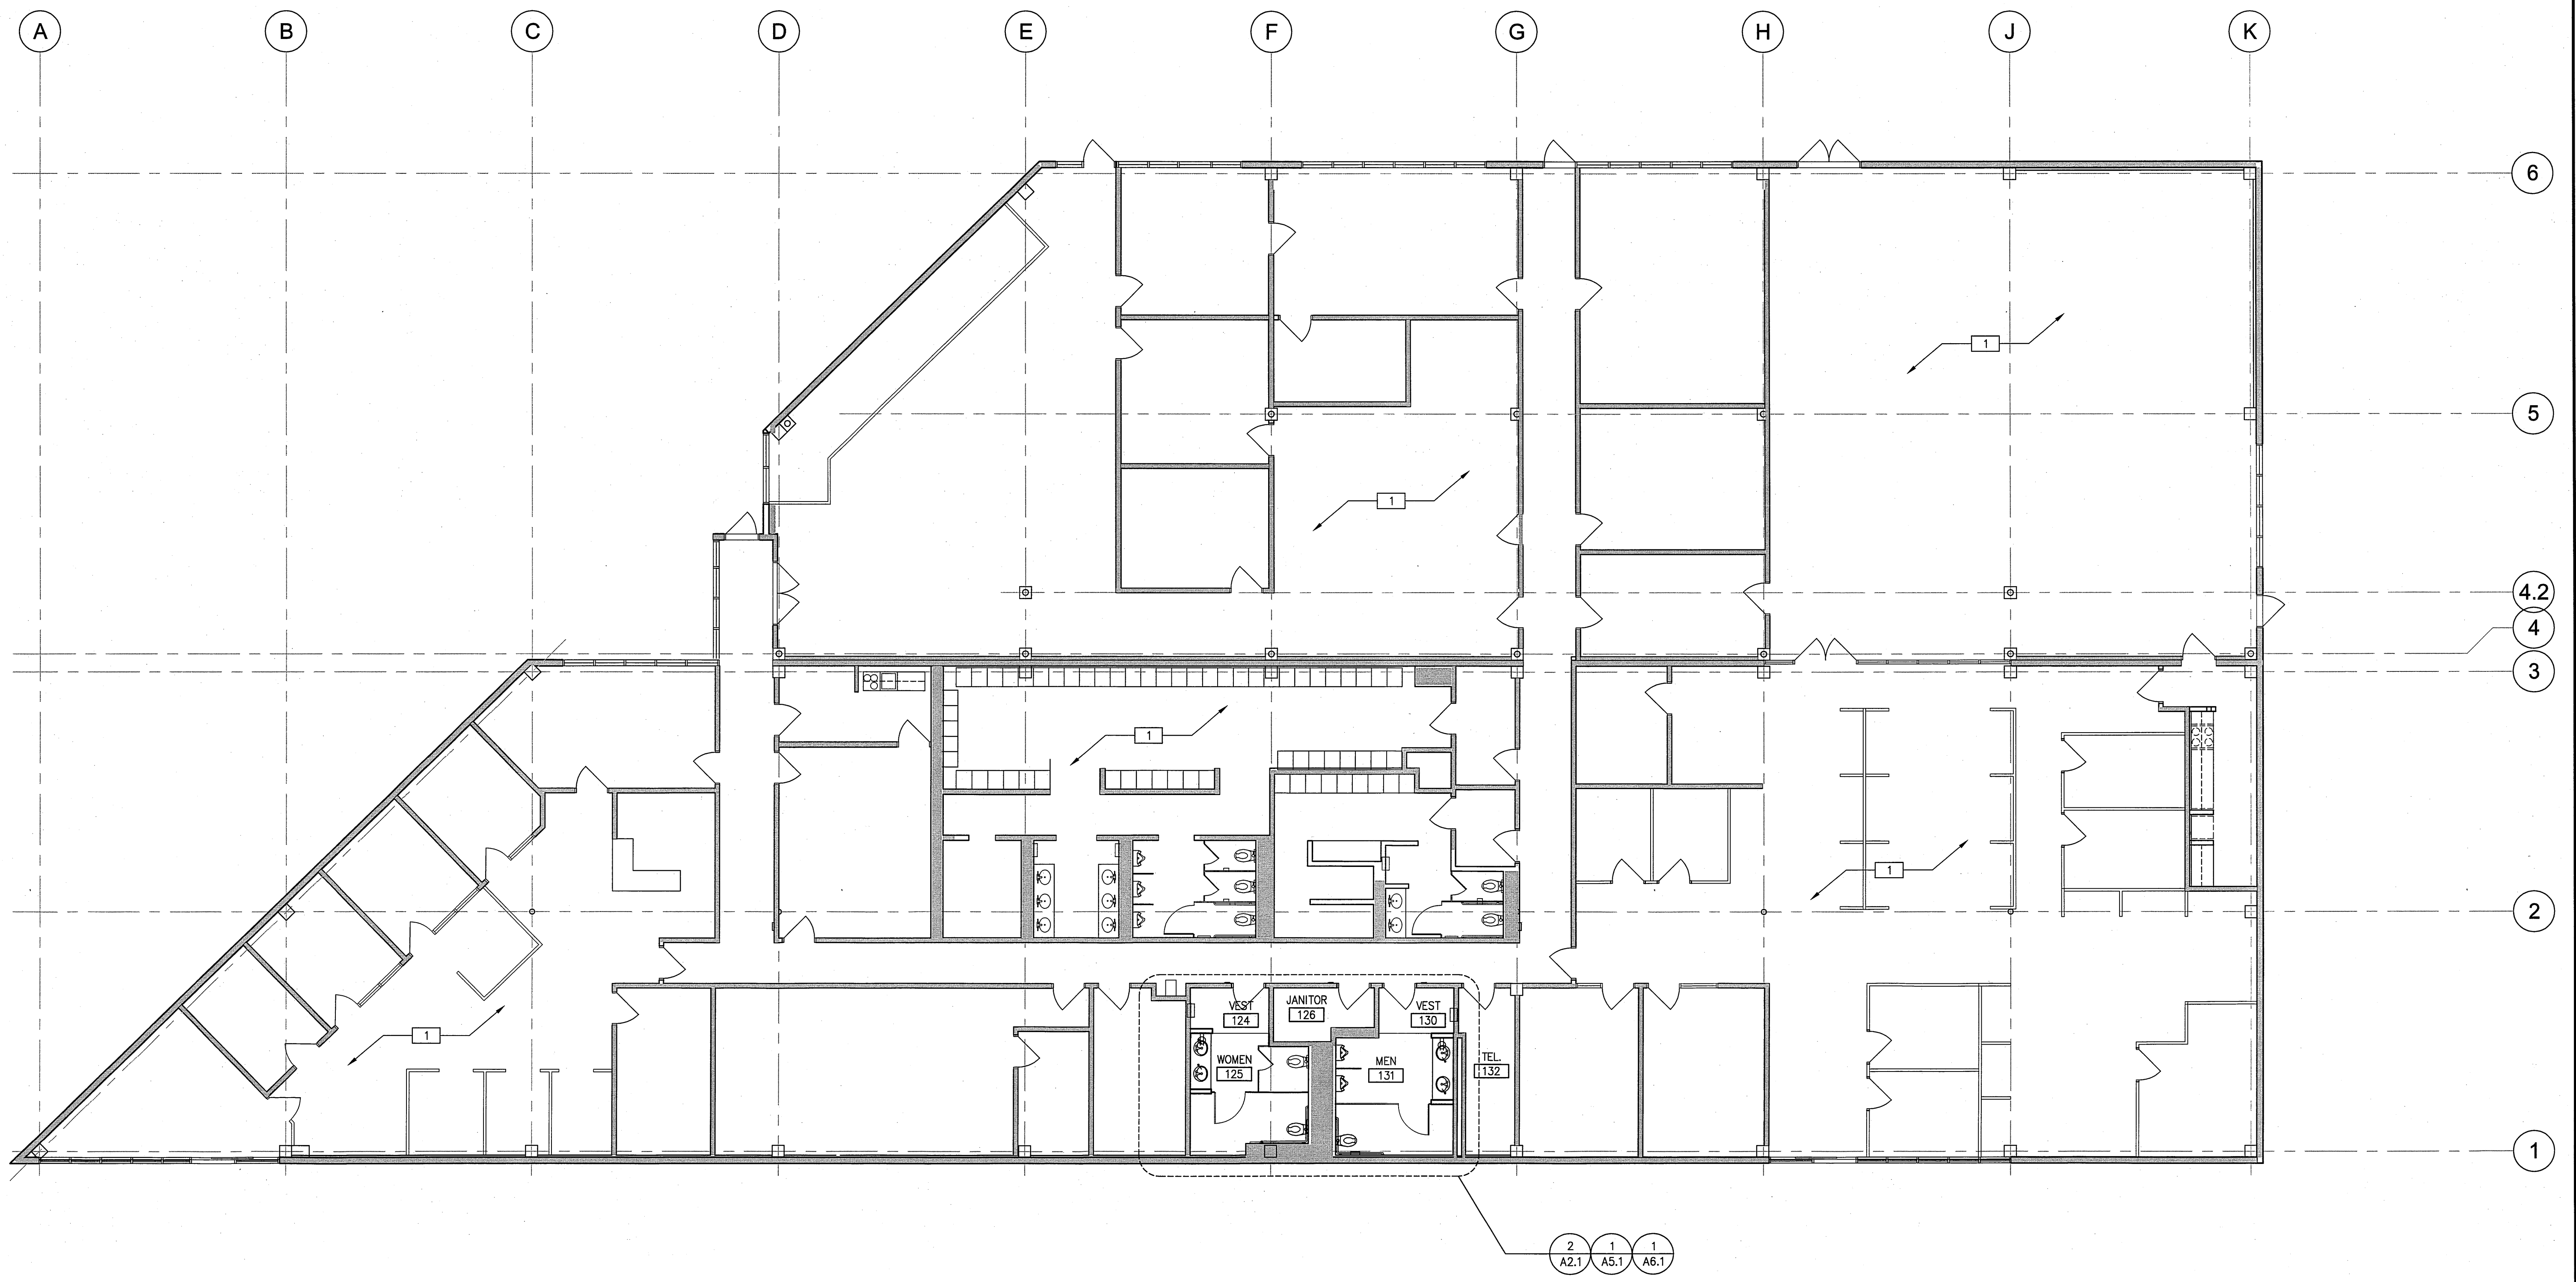 A B C D E F G H J K
6
1
5
1
4.2
4
3
1
1
2
VEST
124
JANITOR
126
VEST
130
1
WOMEN
125
MEN
131
TEL.
132
1
2
A2.1
1
A5.1
1
A6.1